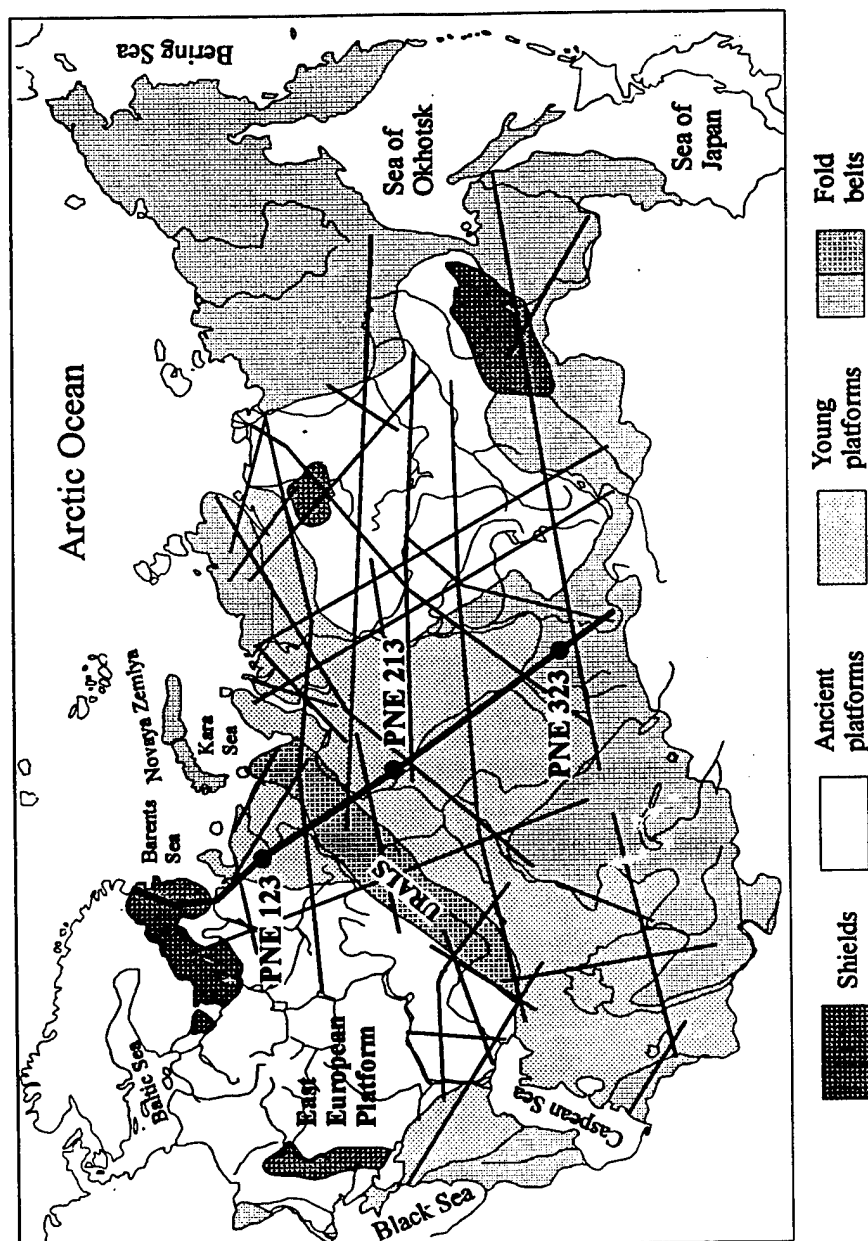 Arctic Ocean
Bering Sea
Barents
Sea
Novaya Zemlya
Kara
Sea
Sea of
Okhotsk
Sea of
Japan
Baltic Sea
PNE 123
PNE 213
PNE 323
URALS
East
European
Platform
Black Sea
Caspean Sea
Shields
Ancient
platforms
Young
platforms
Fold
belts